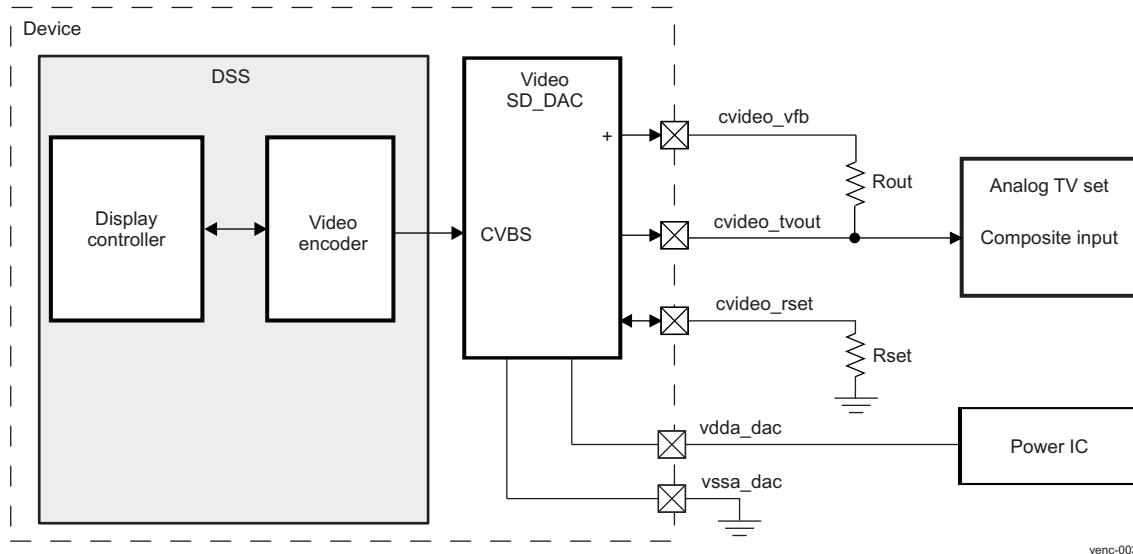 Device
DSS
Display
controller
Video
encoder
Video
SD_DAC
+
CVBS
cvideo_vfb
Rout
cvideo_tvout
cvideo_rset
Rset
vdda_dac
vssa_dac
Analog TV set
Composite input
Power IC